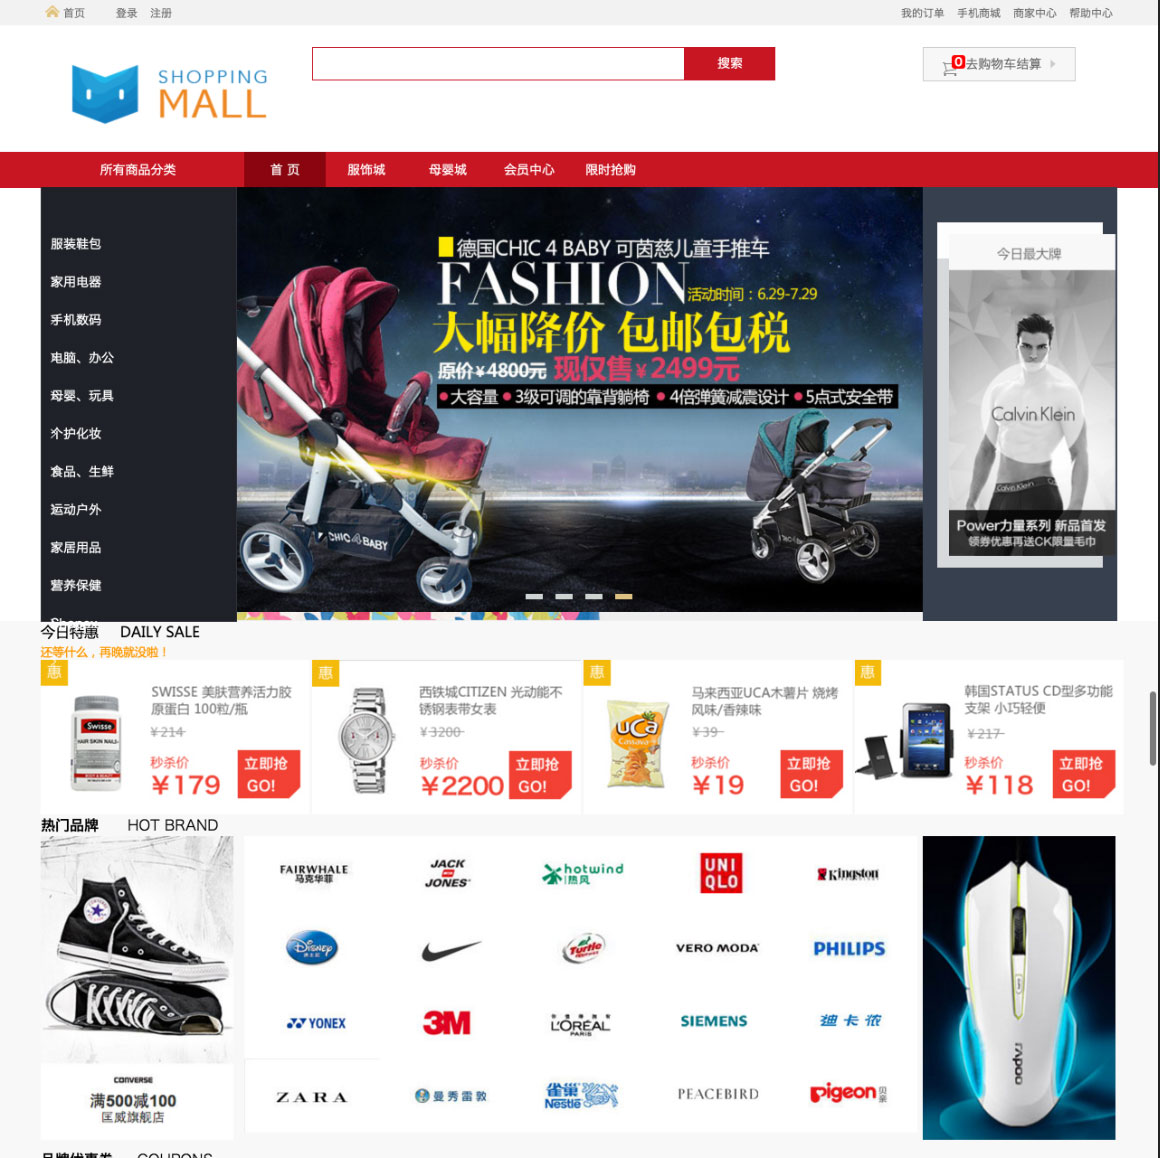 首页 登录 注册 我的订单 手机商城 商家中心 帮助中心
SHOPPING
MALL
搜索
0 去购物车结算
所有商品分类 首 页 服饰城 母婴城 会员中心 限时抢购
服装鞋包
家用电器
手机数码
电脑、办公
母婴、玩具
个护化妆
食品、生鲜
运动户外
家居用品
营养保健
德国CHIC 4 BABY 可茵慈儿童手推车
FASHION 活动时间：6.29-7.29
大幅降价 包邮包税
原价￥4800元 现仅售￥2499元
●大容量 ●3级可调的靠背躺椅 ●4倍弹簧减震设计 ●5点式安全带
CHIC 4 BABY
今日最大牌
Calvin Klein
Calvin Klein
Power力量系列 新品首发
领券优惠再送CK限量毛巾
今日特惠 DAILY SALE
还等什么，再晚就没啦！
惠
SWISSE 美肤营养活力胶
原蛋白 100粒/瓶
￥214
秒杀价
￥179
立即抢
GO!
Swisse
HAIR SKIN NAILS
惠
西铁城CITIZEN 光动能不
锈钢表带女表
￥3200
秒杀价
￥2200
立即抢
GO!
惠
马来西亚UCA木薯片 烧烤
风味/香辣味
￥39
秒杀价
￥19
立即抢
GO!
uca
Cassava
惠
韩国STATUS CD型多功能
支架 小巧轻便
￥217
秒杀价
￥118
立即抢
GO!
热门品牌 HOT BRAND
CONVERSE
满500减100
匡威旗舰店
FAIRWHALE
马克华菲
JACK
JONES
hotwind
热风
UNI
QLO
Kingston
Disney
Turtle
VERO MODA
PHILIPS
YONEX
3M
L'ORÉAL
PARIS
SIEMENS
迪卡侬
ZARA
曼秀雷敦
雀巢
Nestle
PEACEBIRD
Pigeon 贝亲
rapoo
品牌优惠券 COUPONS